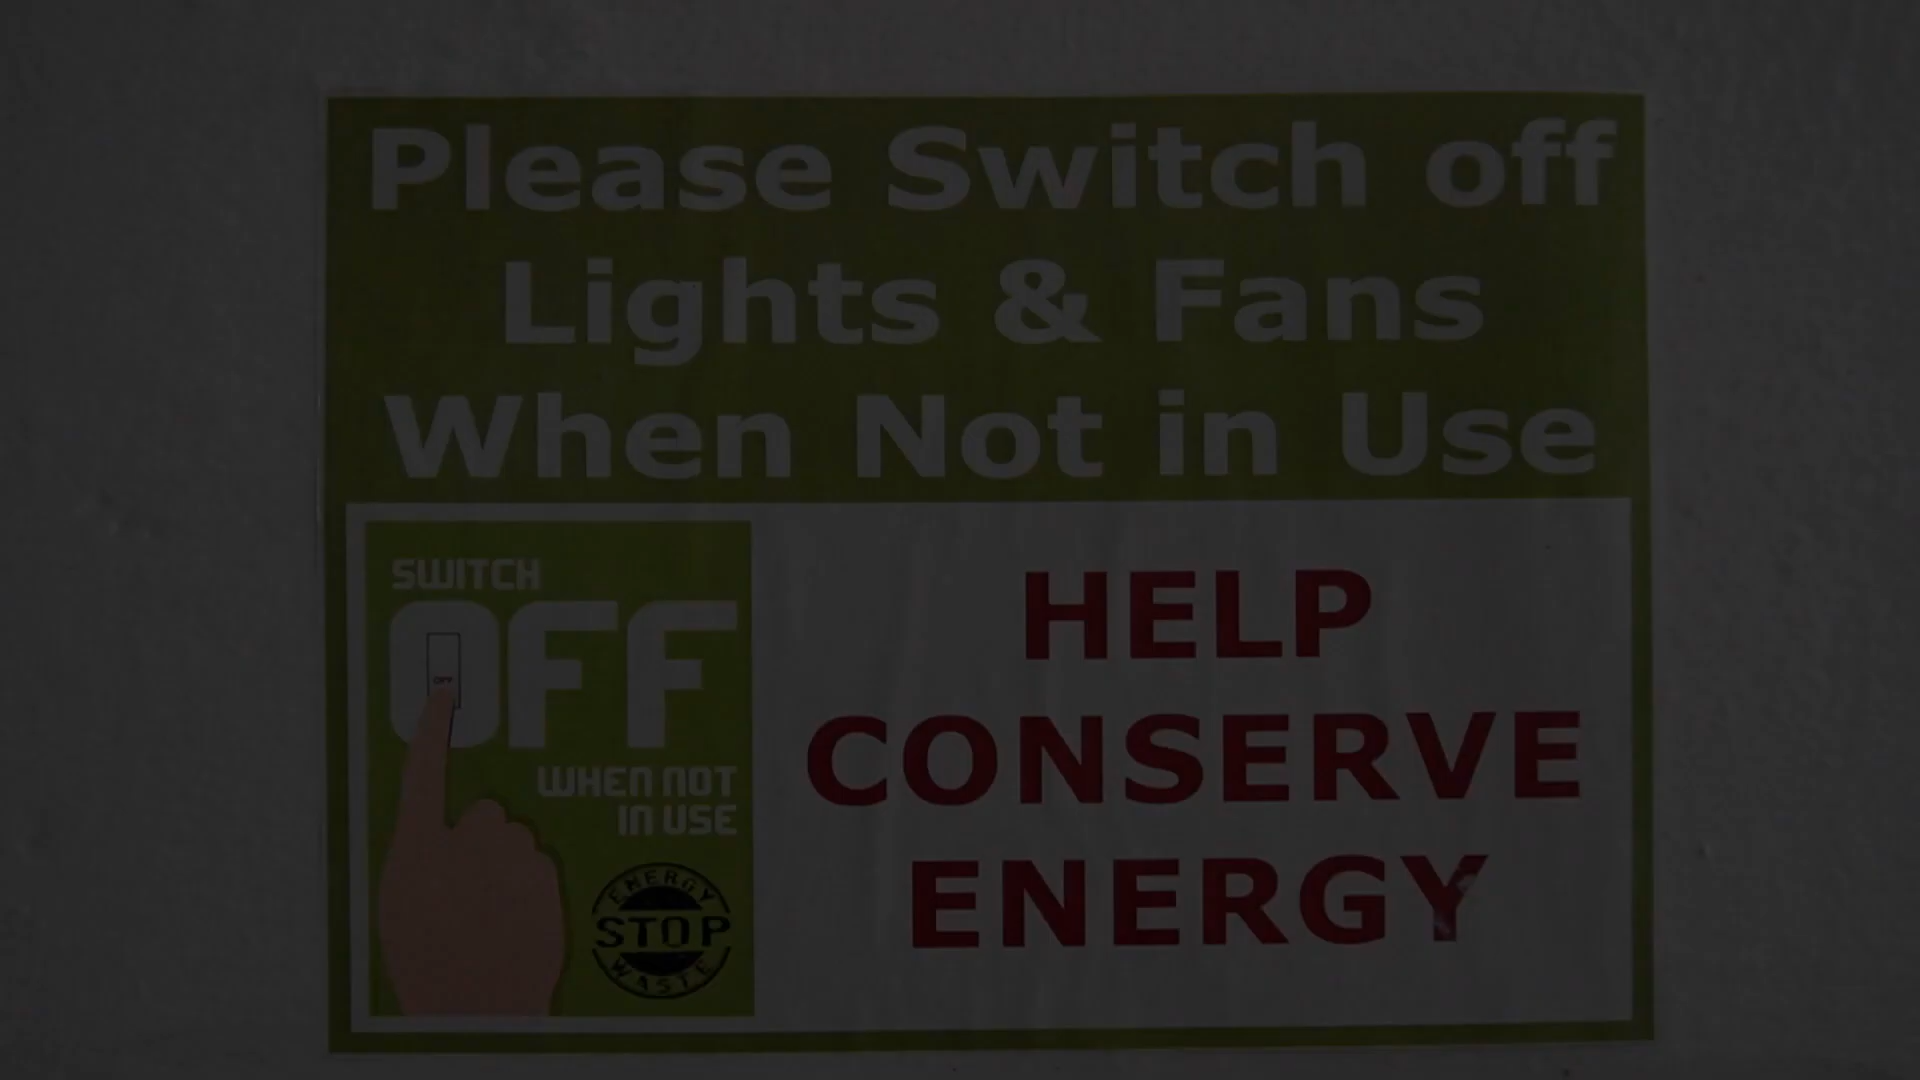 Please Switch off
Lights & Fans
When Not in Use
SWITCH
OFF
OFF
WHEN NOT
IN USE
ENERGY
STOP
WASTE
HELP
CONSERVE
ENERGY